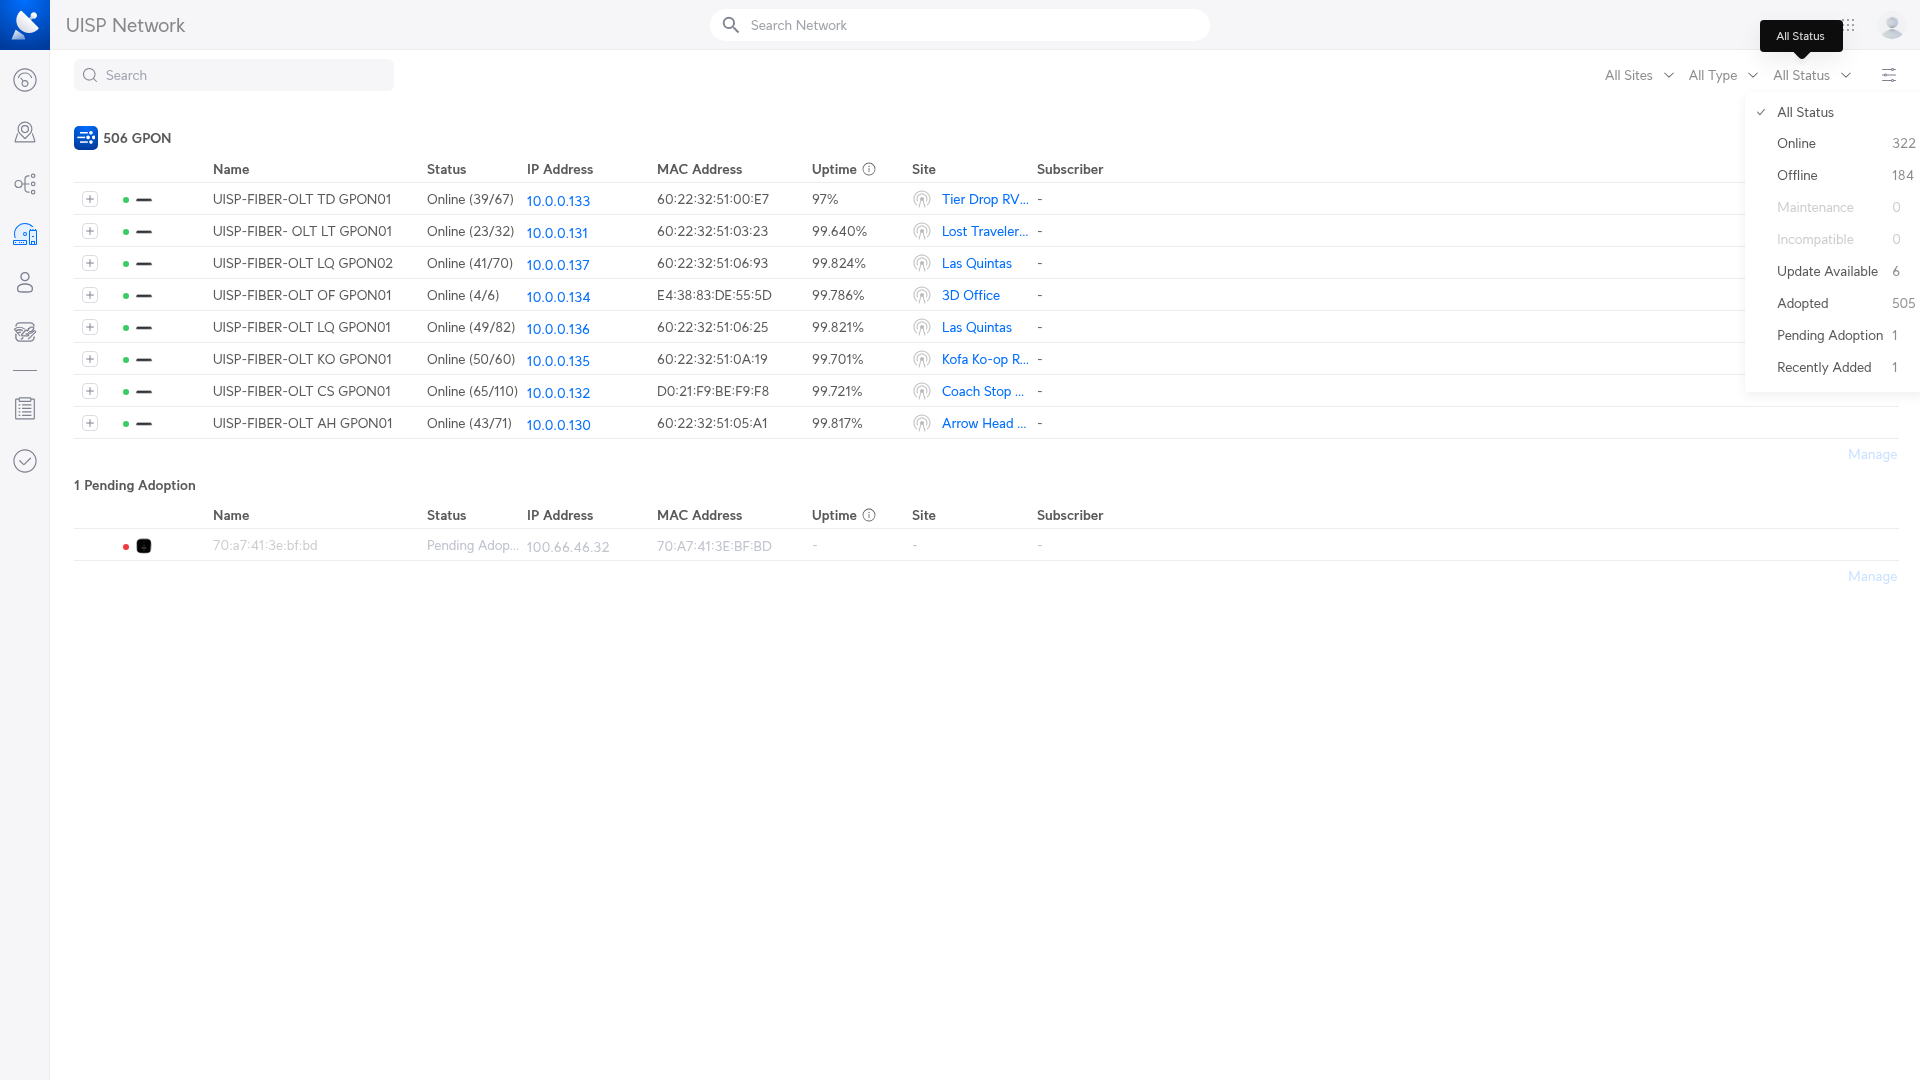 UISP Network
Search Network
All Status
Search
All Sites
All Type
All Status
All Status
Online 322
Offline 184
Maintenance 0
Incompatible 0
Update Available 6
Adopted 505
Pending Adoption 1
Recently Added 1
506 GPON
Name Status IP Address MAC Address Uptime Site Subscriber
UISP-FIBER-OLT TD GPON01 Online (39/67) 10.0.0.133 60:22:32:51:00:E7 97% Tier Drop RV... -
UISP-FIBER- OLT LT GPON01 Online (23/32) 10.0.0.131 60:22:32:51:03:23 99.640% Lost Traveler... -
UISP-FIBER-OLT LQ GPON02 Online (41/70) 10.0.0.137 60:22:32:51:06:93 99.824% Las Quintas -
UISP-FIBER-OLT OF GPON01 Online (4/6) 10.0.0.134 E4:38:83:DE:55:5D 99.786% 3D Office -
UISP-FIBER-OLT LQ GPON01 Online (49/82) 10.0.0.136 60:22:32:51:06:25 99.821% Las Quintas -
UISP-FIBER-OLT KO GPON01 Online (50/60) 10.0.0.135 60:22:32:51:0A:19 99.701% Kofa Ko-op R... -
UISP-FIBER-OLT CS GPON01 Online (65/110) 10.0.0.132 D0:21:F9:BE:F9:F8 99.721% Coach Stop ... -
UISP-FIBER-OLT AH GPON01 Online (43/71) 10.0.0.130 60:22:32:51:05:A1 99.817% Arrow Head ... -
Manage
1 Pending Adoption
Name Status IP Address MAC Address Uptime Site Subscriber
70:a7:41:3e:bf:bd Pending Adop... 100.66.46.32 70:A7:41:3E:BF:BD - - -
Manage